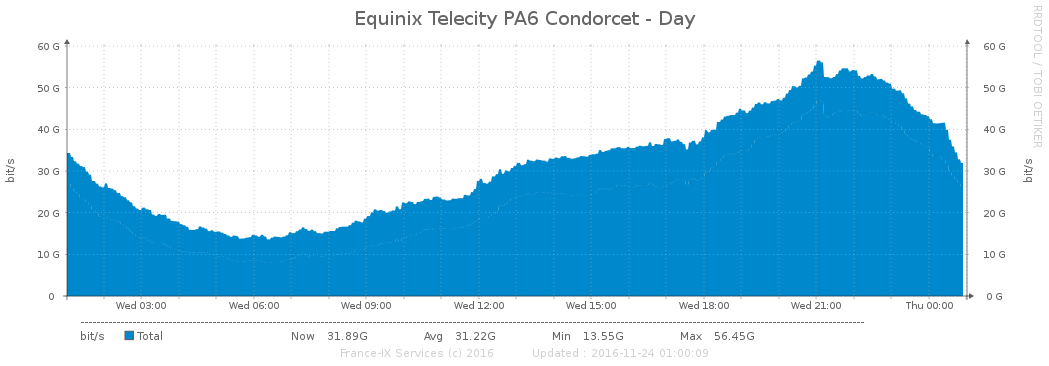 Equinix Telecity PA6 Condorcet - Day
RRDTOOL / TOBI OETIKER
60 G 60 G
50 G 50 G
40 G 40 G
30 G 30 G
20 G 20 G
10 G 10 G
0 0 G
bit/s bit/s
Wed 03:00 Wed 06:00 Wed 09:00 Wed 12:00 Wed 15:00 Wed 18:00 Wed 21:00 Thu 00:00
bit/s Total Now 31.89G Avg 31.22G Min 13.55G Max 56.45G
France-IX Services (c) 2016 Updated : 2016-11-24 01:00:09